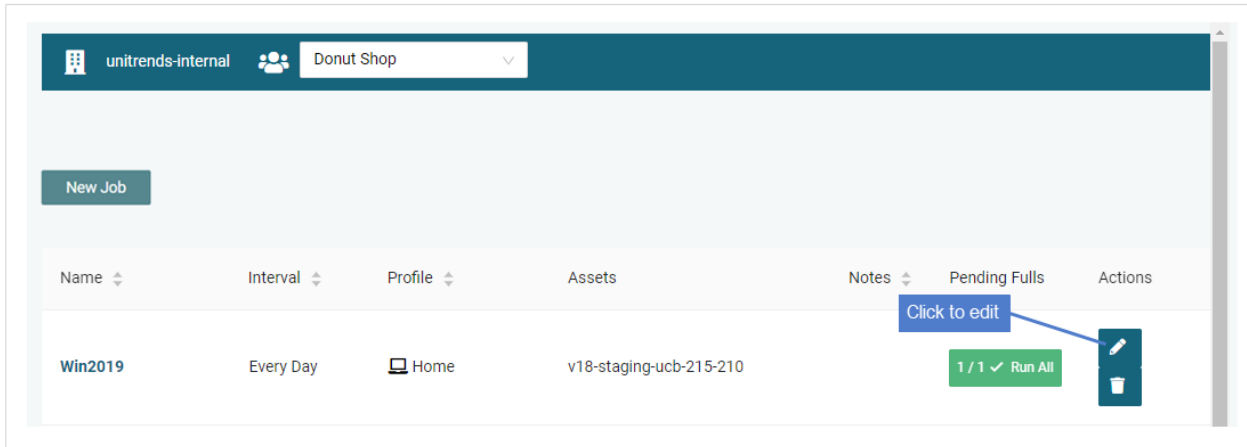 unitrends-internal Donut Shop
New Job
Name Interval Profile Assets Notes Pending Fulls Actions
Click to edit
Win2019 Every Day Home v18-staging-ucb-215-210 1 / 1 ✓ Run All